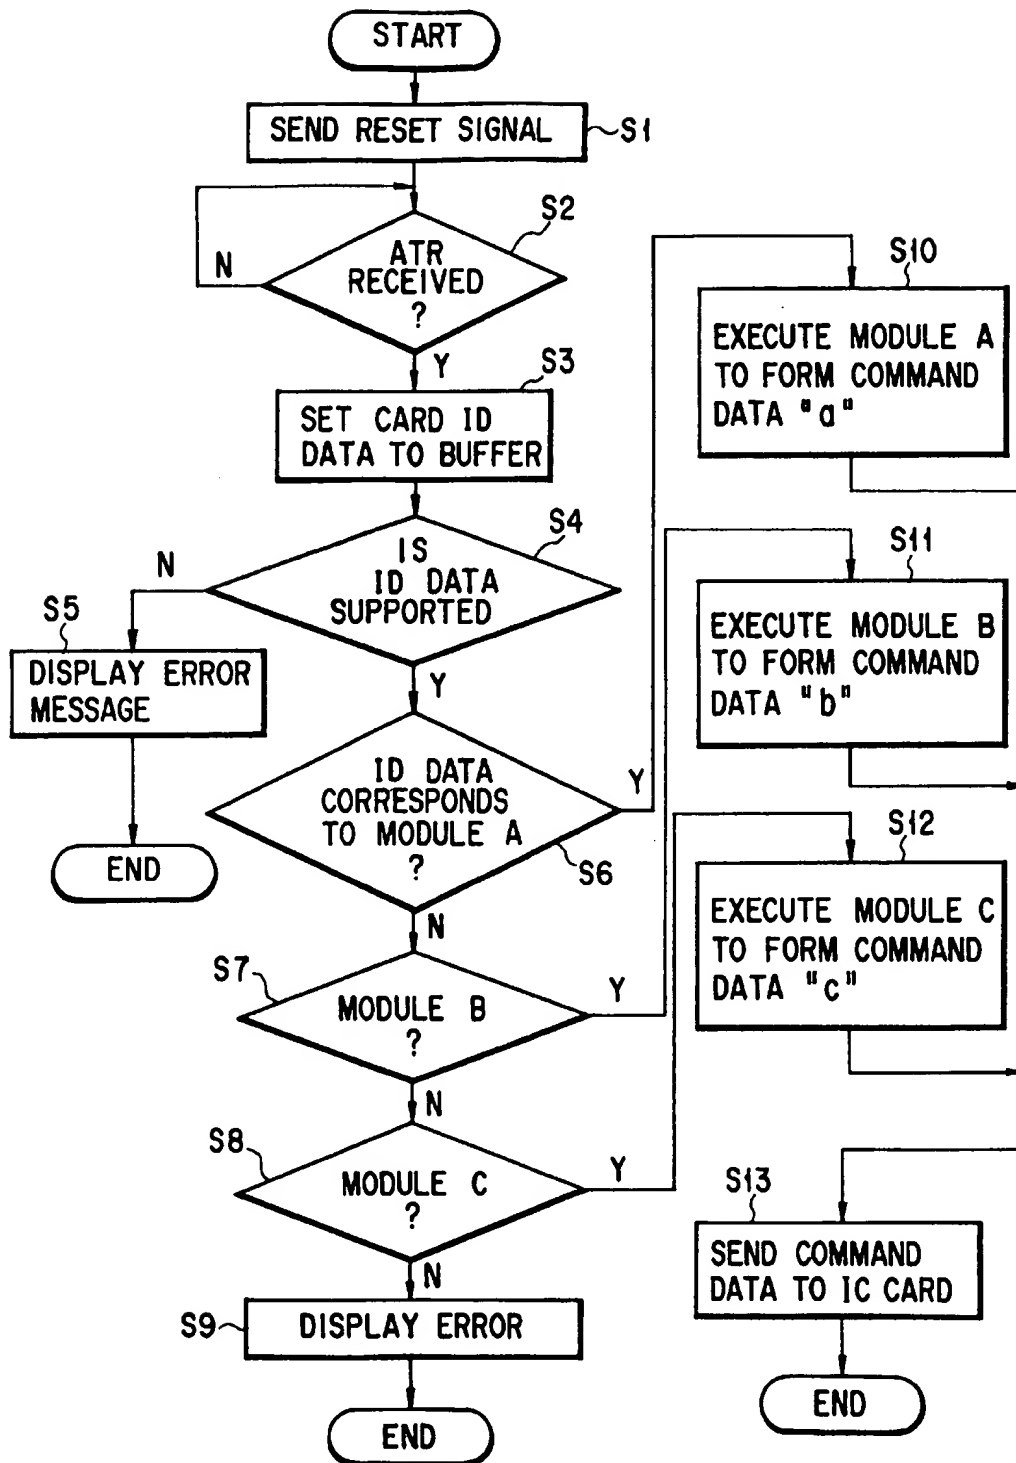 START
SEND RESET SIGNAL
S1
S2
ATR
RECEIVED
?
N
Y
S3
SET CARD ID
DATA TO BUFFER
S4
IS
ID DATA
SUPPORTED
N
Y
S5
DISPLAY ERROR
MESSAGE
END
ID DATA
CORRESPONDS
TO MODULE A
?
S6
Y
N
S7
MODULE B
?
Y
N
S8
MODULE C
?
Y
N
S9
DISPLAY ERROR
END
S10
EXECUTE MODULE A
TO FORM COMMAND
DATA "a"
S11
EXECUTE MODULE B
TO FORM COMMAND
DATA "b"
S12
EXECUTE MODULE C
TO FORM COMMAND
DATA "c"
S13
SEND COMMAND
DATA TO IC CARD
END